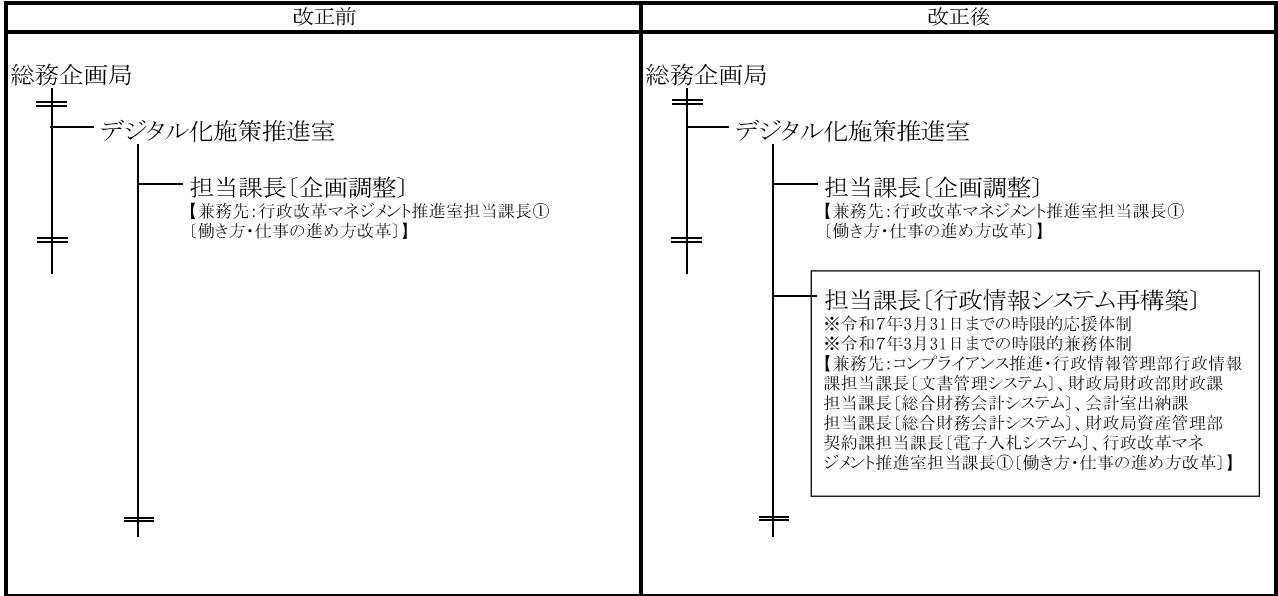 改正前
総務企画局
デジタル化施策推進室
担当課長〔企画調整〕
【兼務先：行政改革マネジメント推進室担当課長①
〔働き方・仕事の進め方改革〕】
改正後
総務企画局
デジタル化施策推進室
担当課長〔企画調整〕
【兼務先：行政改革マネジメント推進室担当課長①
〔働き方・仕事の進め方改革〕】
担当課長〔行政情報システム再構築〕
※令和7年3月31日までの時限的応援体制
※令和7年3月31日までの時限的兼務体制
【兼務先：コンプライアンス推進・行政情報管理部行政情報
課担当課長〔文書管理システム〕、財政局財政部財政課
担当課長〔総合財務会計システム〕、会計室出納課
担当課長〔総合財務会計システム〕、財政局資産管理部
契約課担当課長〔電子入札システム〕、行政改革マネ
ジメント推進室担当課長①〔働き方・仕事の進め方改革〕】